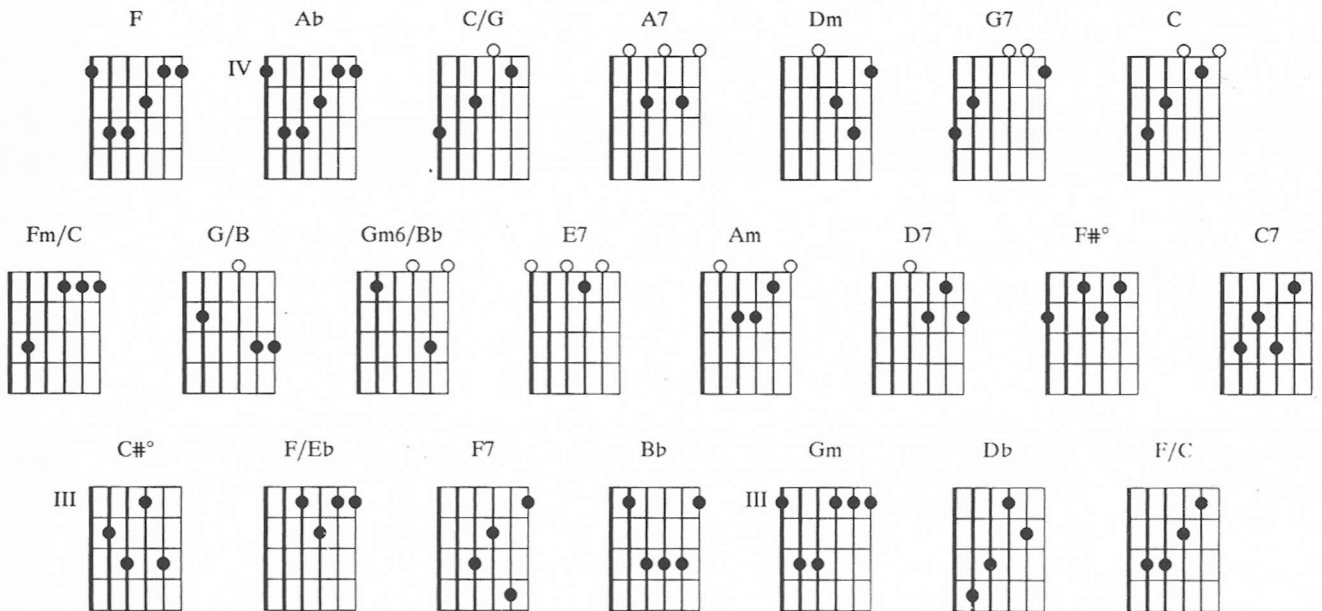 F Ab C/G A7 Dm G7 C
IV
Fm/C G/B Gm6/Bb E7 Am D7 F#° C7
C#° F/Eb F7 Bb Gm Db F/C
III III